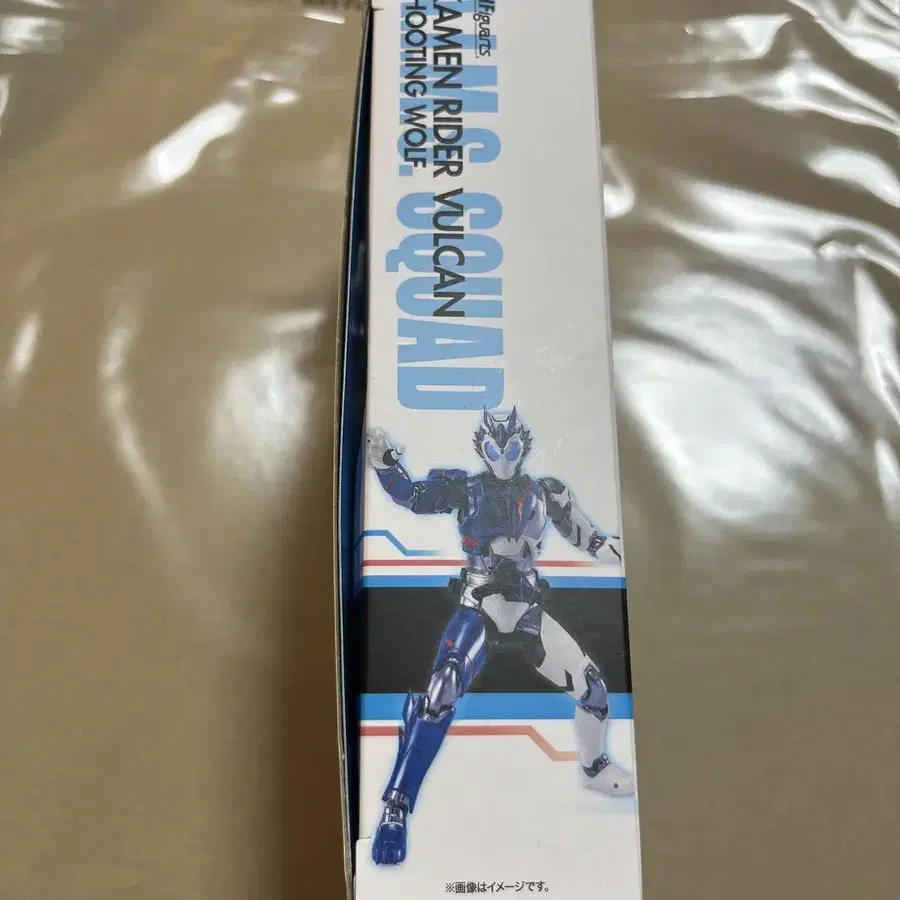 Figuarts
KAMEN RIDER VULCAN
SHOOTING WOLF
A.I.M.S. SQUAD
※画像はイメージです。